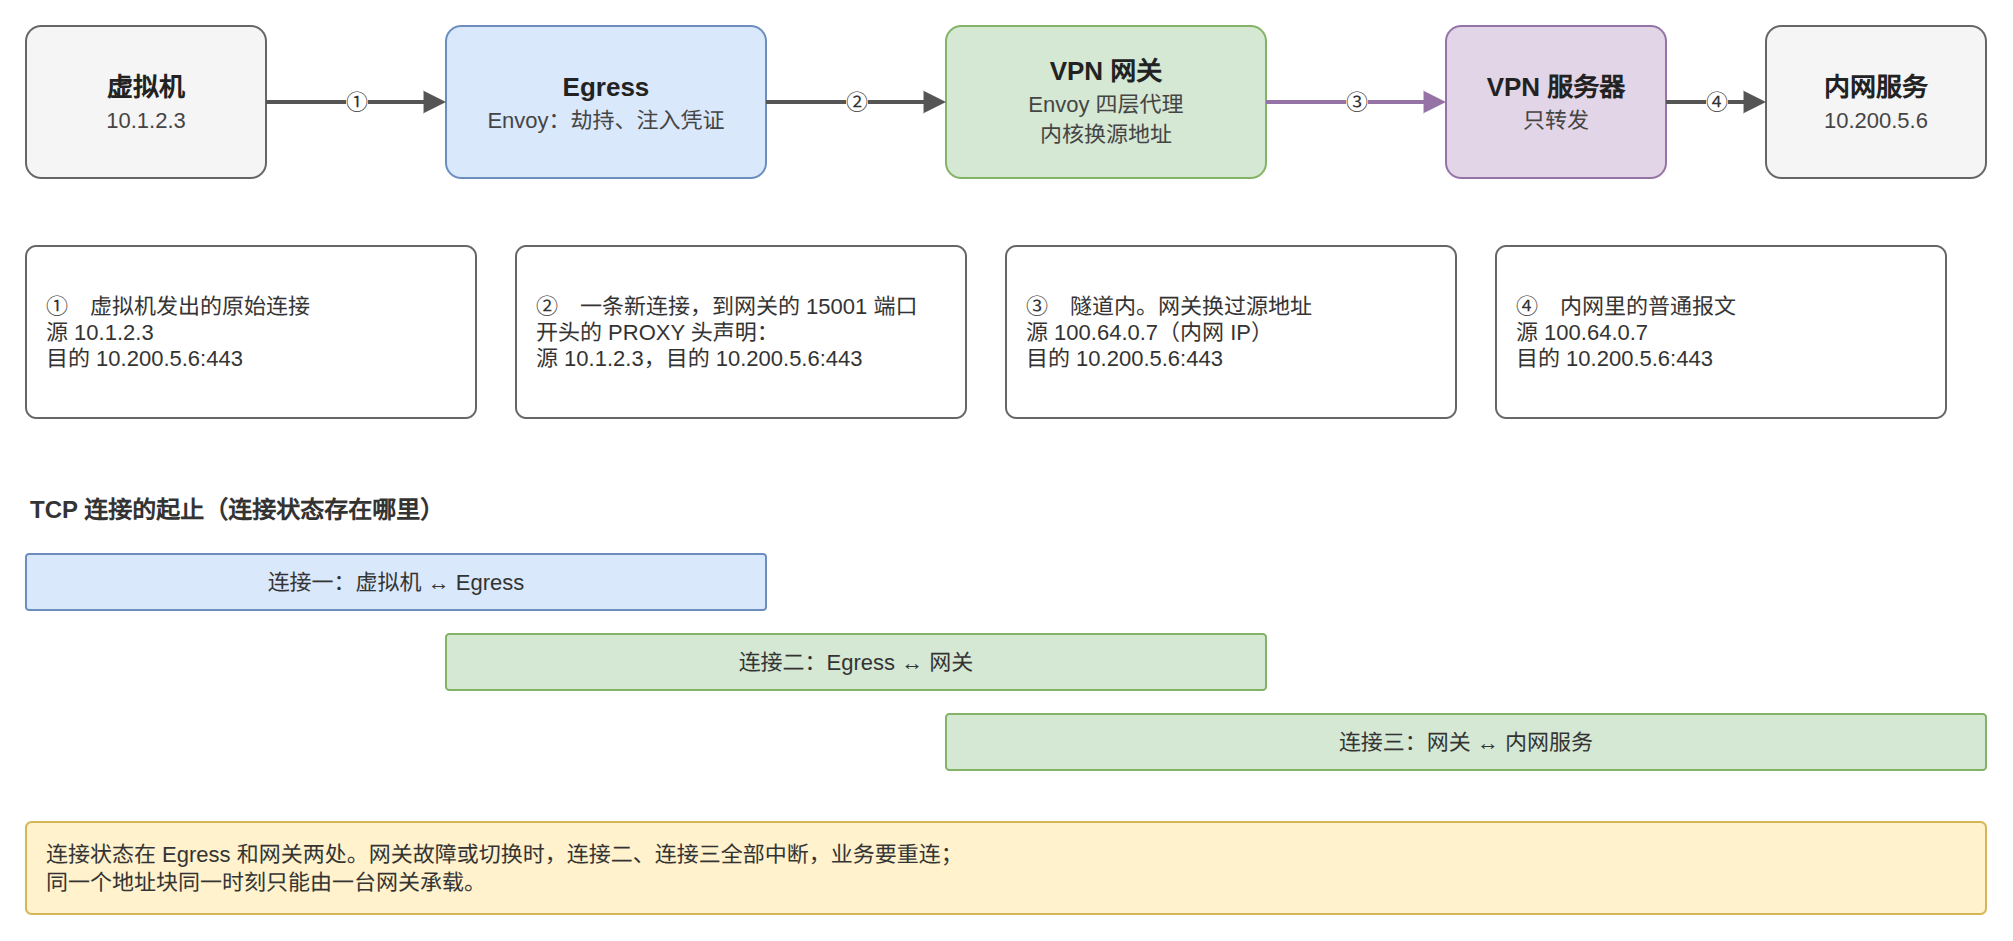 虚拟机
10.1.2.3
①
Egress
Envoy：劫持、注入凭证
②
VPN 网关
Envoy 四层代理
内核换源地址
③
VPN 服务器
只转发
④
内网服务
10.200.5.6
① 虚拟机发出的原始连接
源 10.1.2.3
目的 10.200.5.6:443
② 一条新连接，到网关的 15001 端口
开头的 PROXY 头声明：
源 10.1.2.3，目的 10.200.5.6:443
③ 隧道内。网关换过源地址
源 100.64.0.7（内网 IP）
目的 10.200.5.6:443
④ 内网里的普通报文
源 100.64.0.7
目的 10.200.5.6:443
TCP 连接的起止（连接状态存在哪里）
连接一：虚拟机 ↔ Egress
连接二：Egress ↔ 网关
连接三：网关 ↔ 内网服务
连接状态在 Egress 和网关两处。网关故障或切换时，连接二、连接三全部中断，业务要重连；
同一个地址块同一时刻只能由一台网关承载。